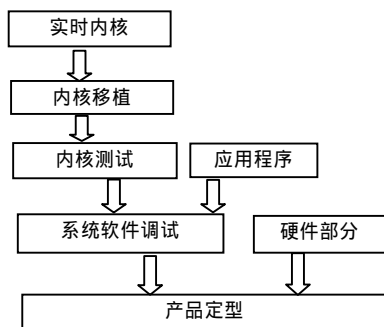 实时内核
内核移植
内核测试
应用程序
系统软件调试
硬件部分
产品定型